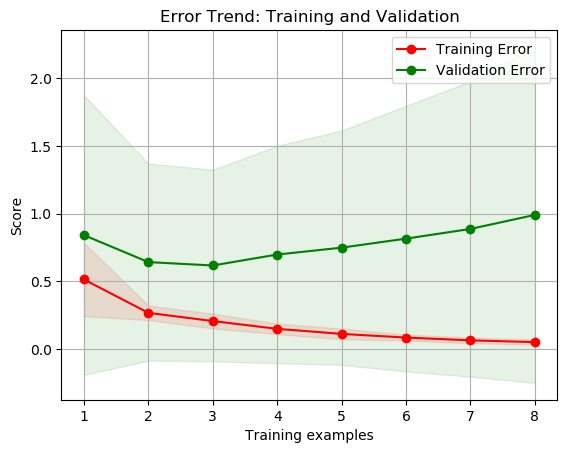 Error Trend: Training and Validation
Training Error
Validation Error
2.0
1.5
1.0
0.5
0.0
Score
1 2 3 4 5 6 7 8
Training examples